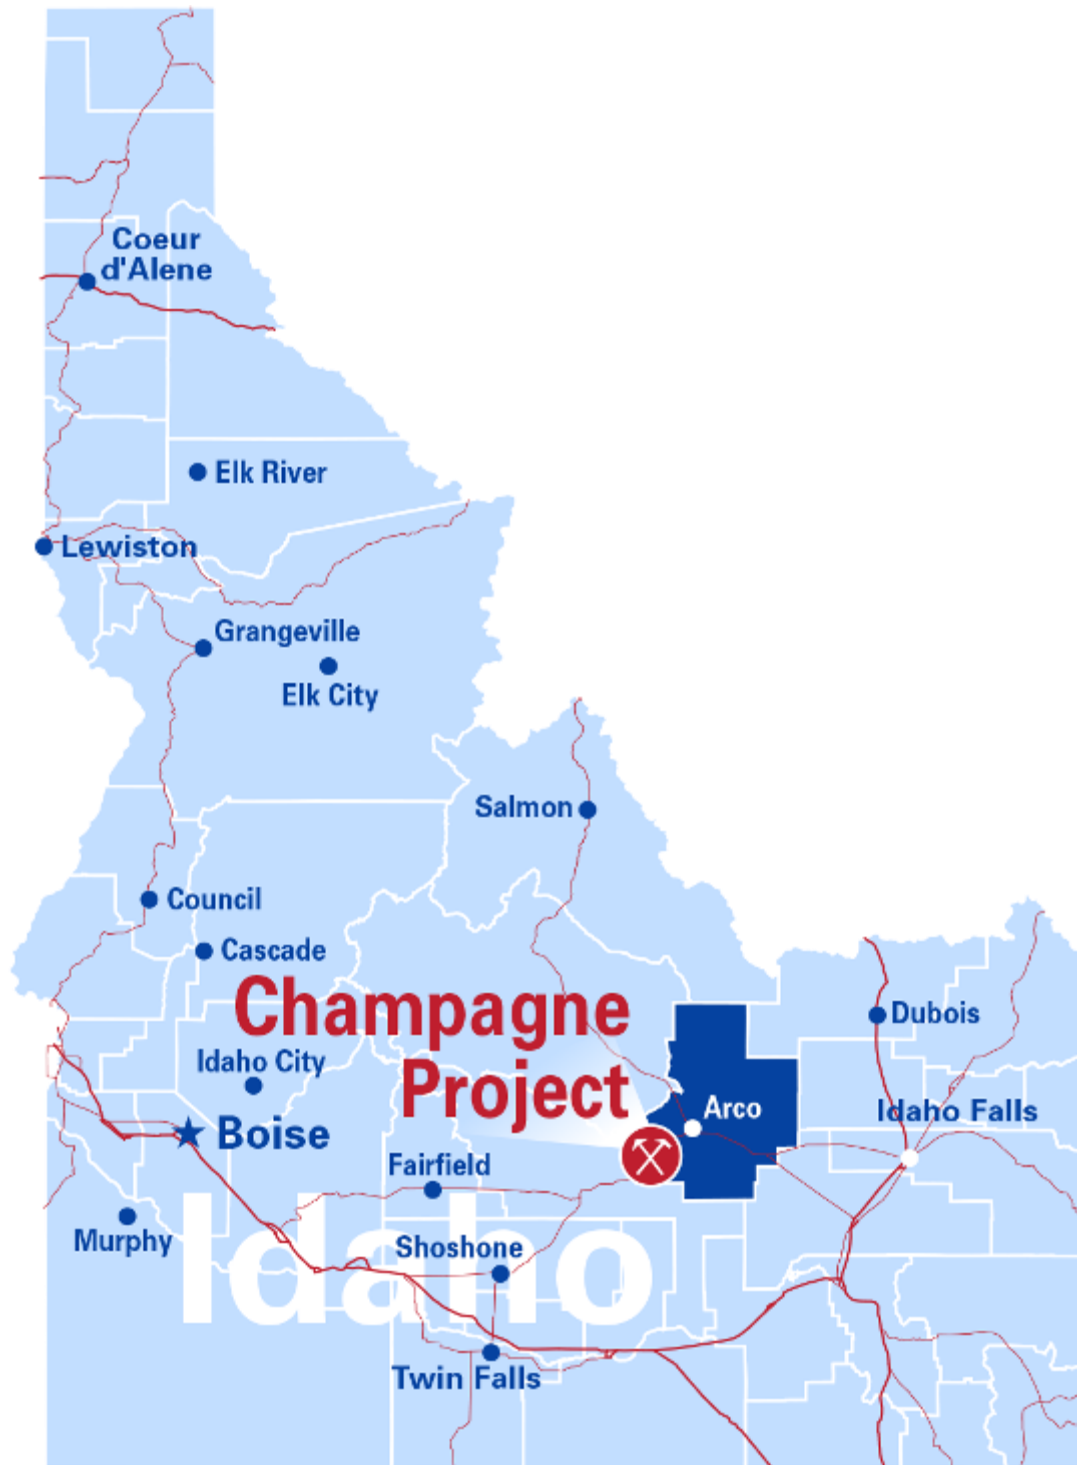 Coeur
d'Alene
Elk River
Lewiston
Grangeville
Elk City
Salmon
Council
Cascade
Champagne
Project
Dubois
Idaho City
Arco
Idaho Falls
Boise
Fairfield
Idaho
Murphy
Shoshone
Twin Falls